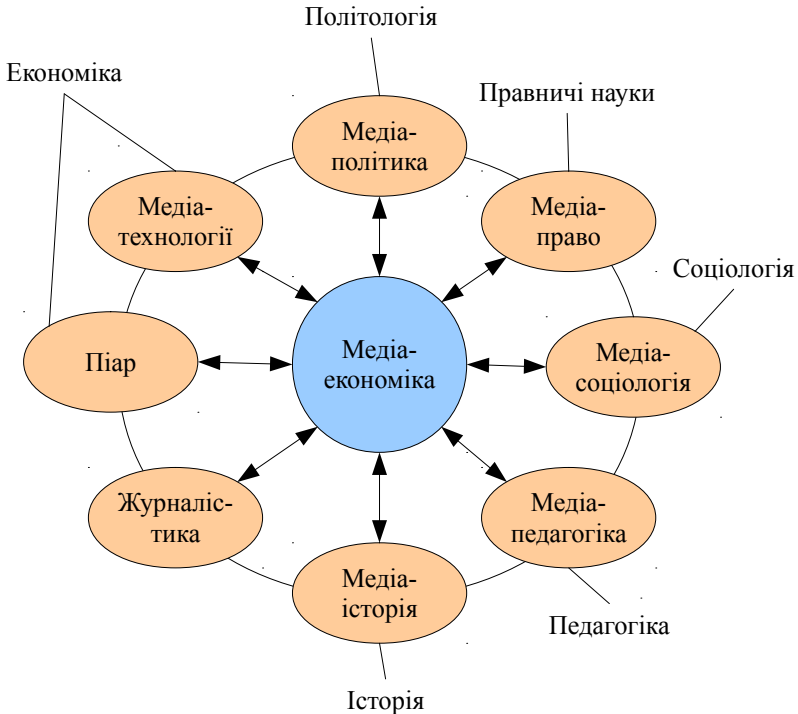 Політологія
Економіка
Правничі науки
Медіа-
політика
Медіа-
технології
Медіа-
право
Соціологія
Піар
Медіа-
економіка
Медіа-
соціологія
Журналіс-
тика
Медіа-
педагогіка
Медіа-
історія
Педагогіка
Історія